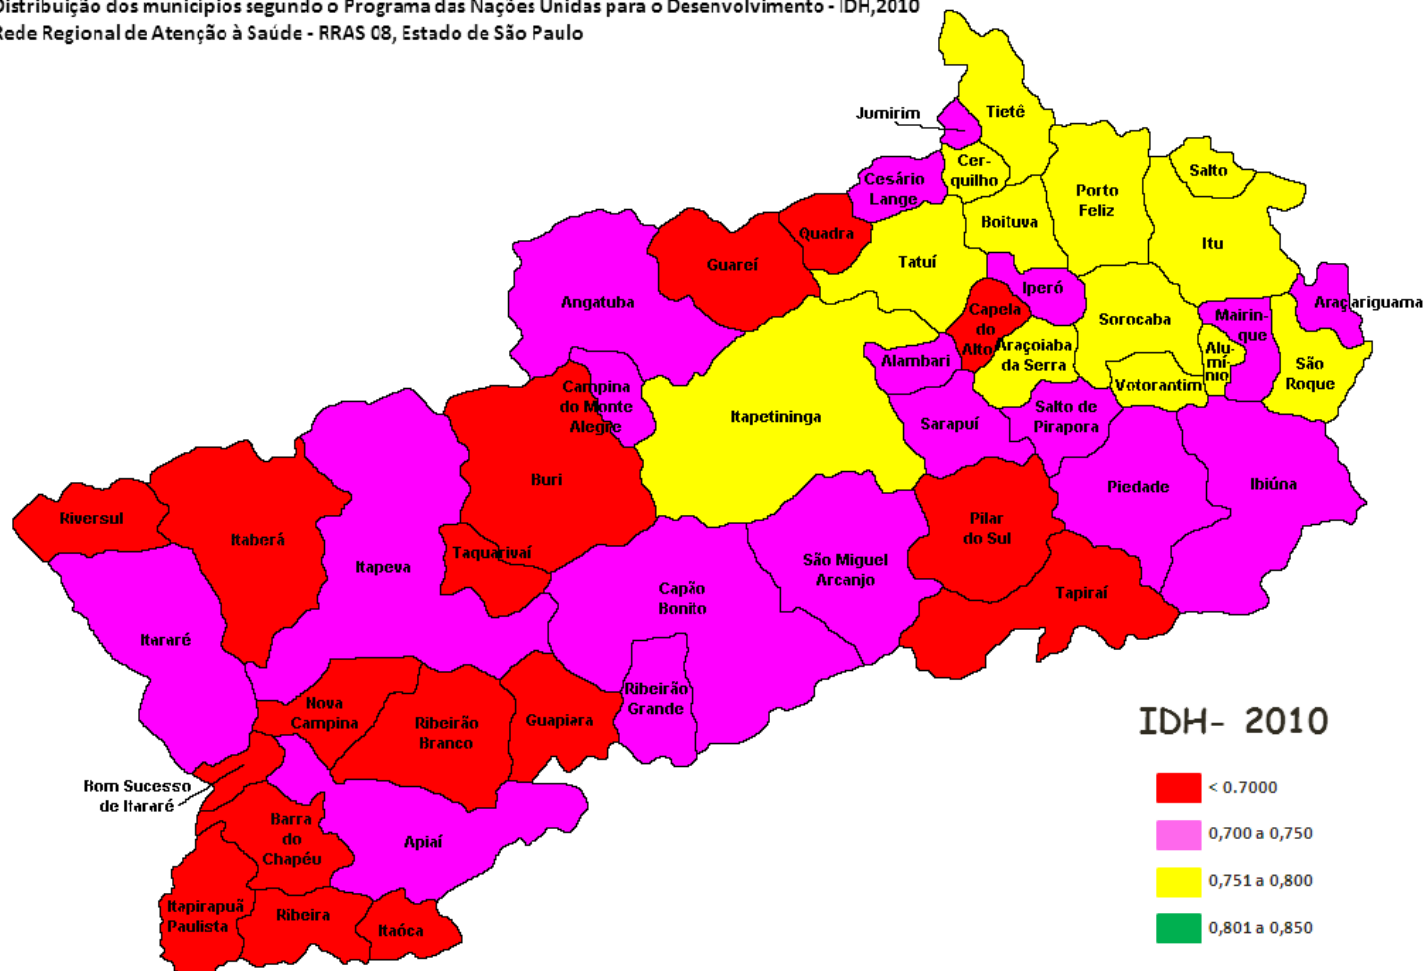 Distribuição dos municípios segundo o Programa das Nações Unidas para o Desenvolvimento - IDH,2010
Rede Regional de Atenção à Saúde - RRAS 08, Estado de São Paulo
Tietê
Jumirim
Cer-
quilho
Salto
Cesário
Lange
Porto
Feliz
Boituva
Quadra
Itu
Tatuí
Guareí
Iperó
Angatuba
Araçariguama
Capela
do
Alto
Mairin-
que
Sorocaba
Araçoiaba
da Serra
Alu-
mí-
nio
São
Roque
Alambari
Votorantim
Campina
do Monte
Alegre
Itapetininga
Sarapuí
Salto de
Pirapora
Buri
Piedade
Ibiúna
Riversul
Itaberá
Pilar
do Sul
Taquarivaí
Itapeva
São Miguel
Arcanjo
Capão
Bonito
Tapiraí
Itararé
Ribeirão
Grande
Nova
Campina
Ribeirão
Branco
Guapiara
Bom Sucesso
de Itararé
Barra
do
Chapéu
Apiaí
Itapirapuã
Paulista
Ribeira
Itaóca
IDH- 2010
< 0.7000
0,700 a 0,750
0,751 a 0,800
0,801 a 0,850